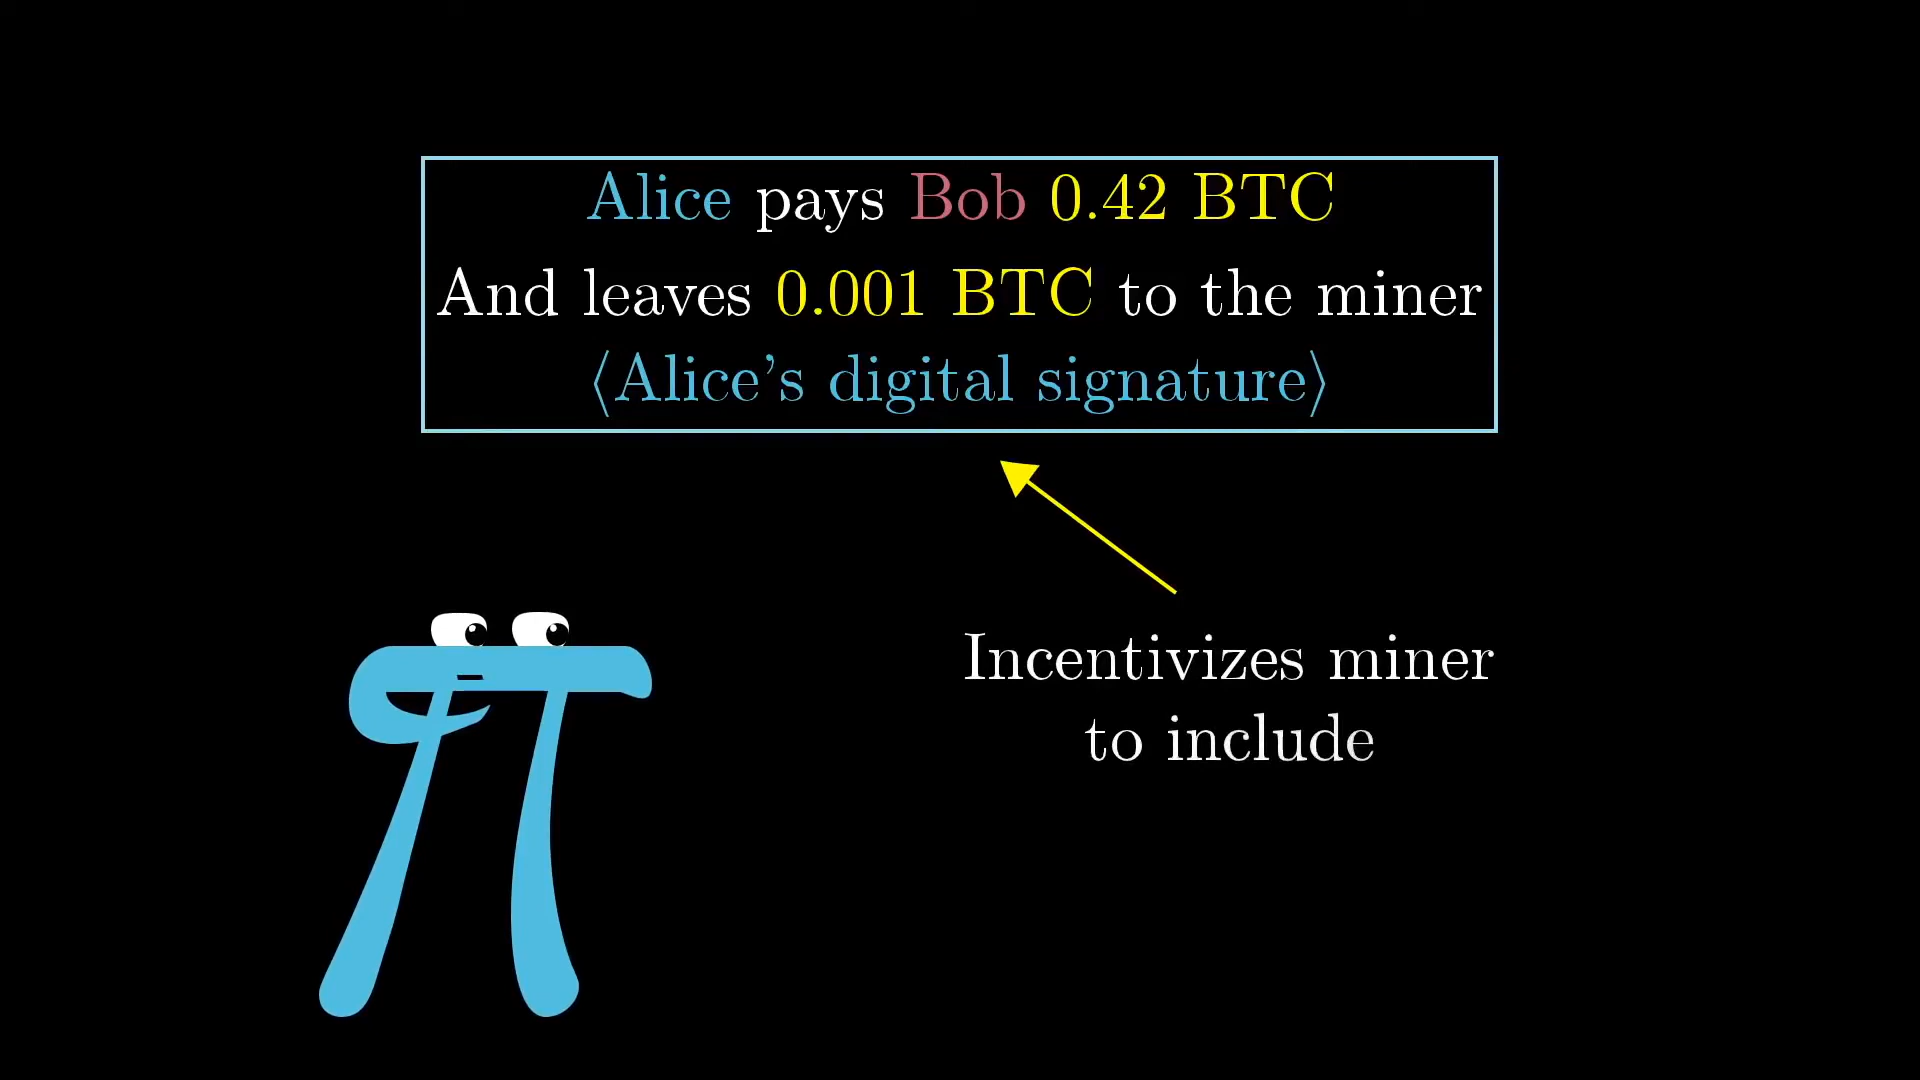 Alice pays Bob 0.42 BTC
And leaves 0.001 BTC to the miner
⟨Alice’s digital signature⟩
Incentivizes miner
to include